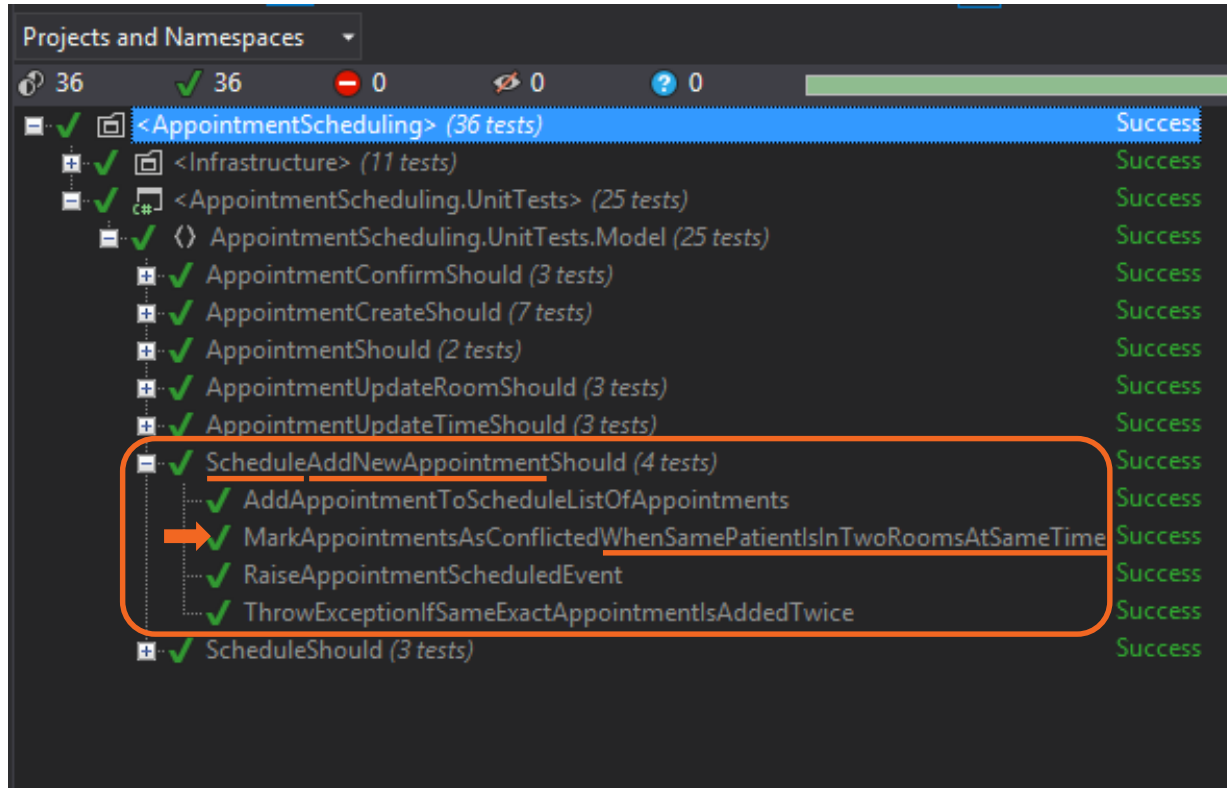 Projects and Namespaces
36 36 0 0 0
<AppointmentScheduling> (36 tests) Success
<Infrastructure> (11 tests) Success
C# <AppointmentScheduling.UnitTests> (25 tests) Success
AppointmentScheduling.UnitTests.Model (25 tests) Success
AppointmentConfirmShould (3 tests) Success
AppointmentCreateShould (7 tests) Success
AppointmentShould (2 tests) Success
AppointmentUpdateRoomShould (3 tests) Success
AppointmentUpdateTimeShould (3 tests) Success
ScheduleAddNewAppointmentShould (4 tests) Success
AddAppointmentToScheduleListOfAppointments Success
MarkAppointmentsAsConflictedWhenSamePatientIsInTwoRoomsAtSameTime Success
RaiseAppointmentScheduledEvent Success
ThrowExceptionIfSameExactAppointmentIsAddedTwice Success
ScheduleShould (3 tests) Success